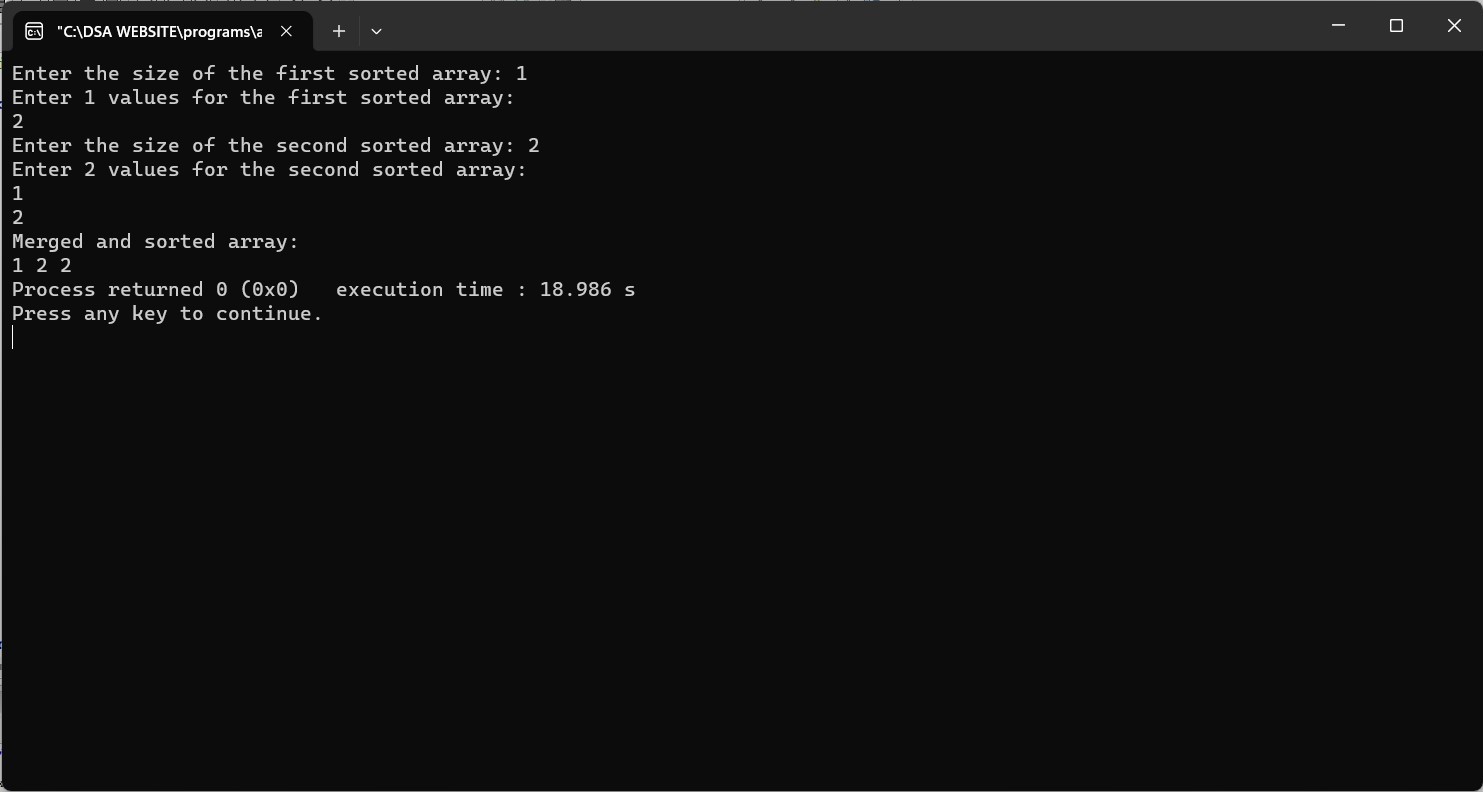 "C:\DSA WEBSITE\programs\a
Enter the size of the first sorted array: 1
Enter 1 values for the first sorted array:
2
Enter the size of the second sorted array: 2
Enter 2 values for the second sorted array:
1
2
Merged and sorted array:
1 2 2
Process returned 0 (0x0)   execution time : 18.986 s
Press any key to continue.